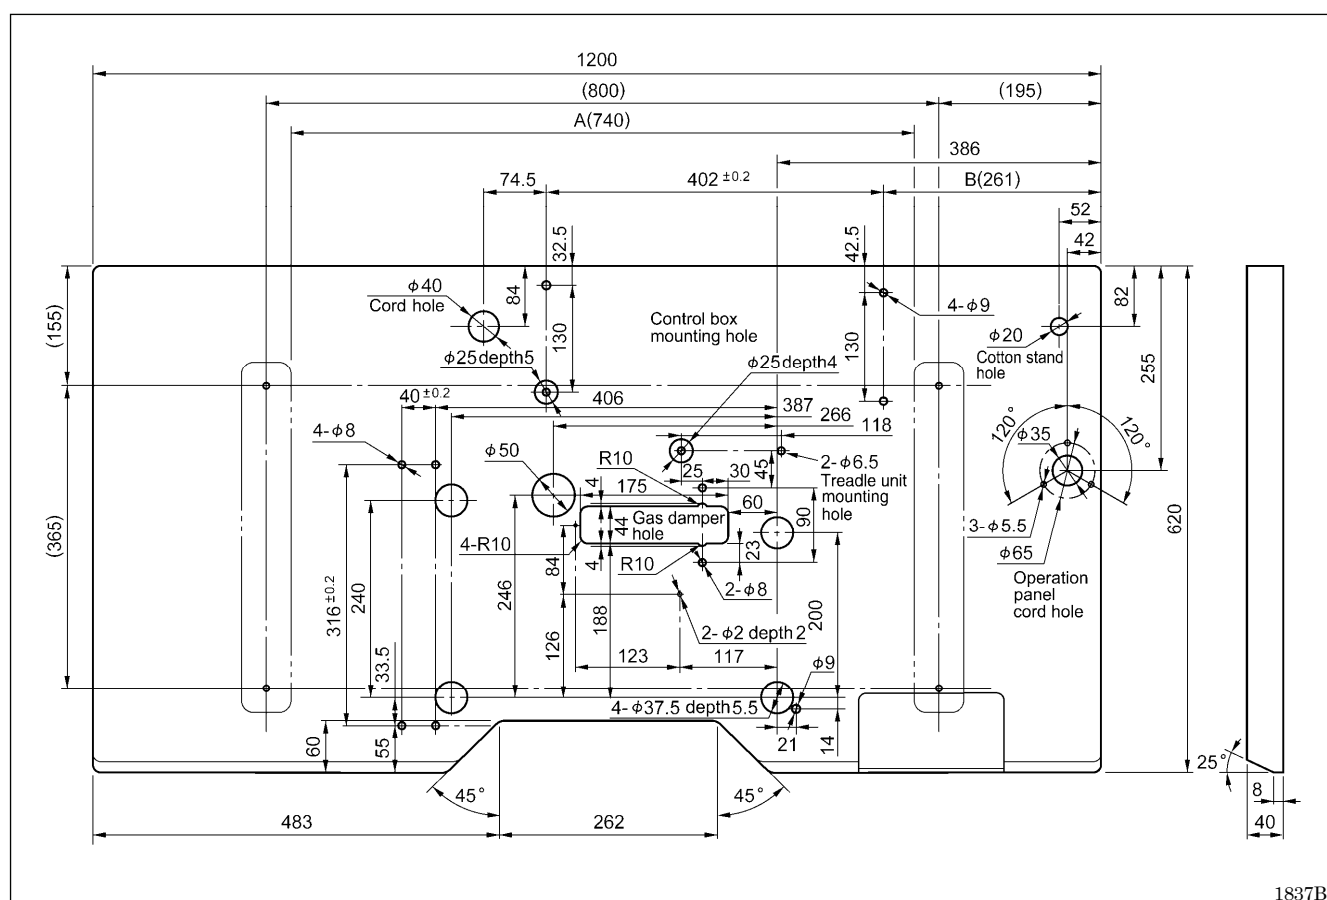 1200
(800)
(195)
A(740)
386
74.5
402 ±0.2
B(261)
52
42
32.5
42.5
φ40
Cord hole
84
130
Control box
mounting hole
4-φ9
130
φ20
Cotton stand
hole
82
255
(155)
φ25 depth5
φ25 depth4
40 ±0.2
406
387
266
118
4-φ8
φ50
R10
25
30
45
2-φ6.5
Treadle unit
mounting
hole
120°
φ35
120°
4
175
60
90
44
Gas damper
hole
4-R10
4
R10
23
2-φ8
3-φ5.5
φ65
Operation
panel
cord hole
620
(365)
316 ±0.2
240
33.5
246
84
126
188
200
2- φ2 depth 2
123
117
φ9
4- φ37.5 depth5.5
21
14
60
55
45°
45°
483
262
25°
8
40
1837B